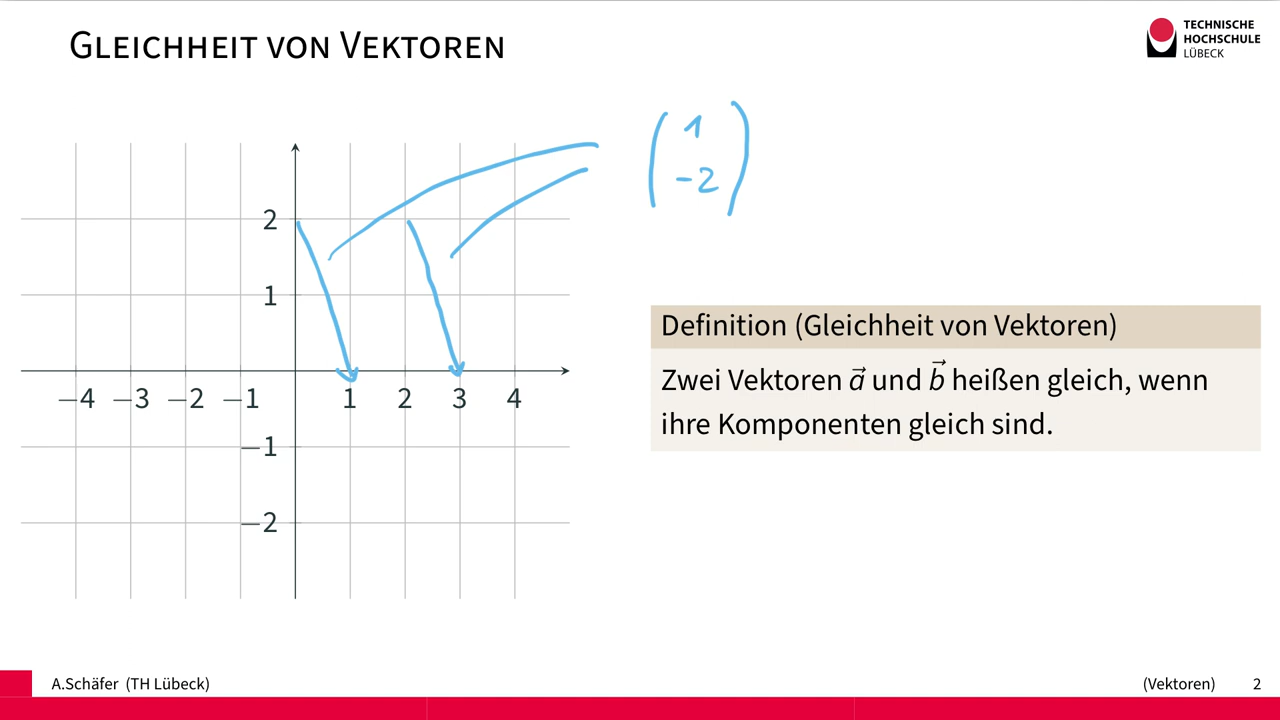 Gleichheit von Vektoren
TECHNISCHE
HOCHSCHULE
LÜBECK
1
-2
2
1
−4 −3 −2 −1 1 2 3 4
−1
−2
Definition (Gleichheit von Vektoren)
Zwei Vektoren a⃗ und b⃗ heißen gleich, wenn
ihre Komponenten gleich sind.
A.Schäfer (TH Lübeck)
(Vektoren) 2